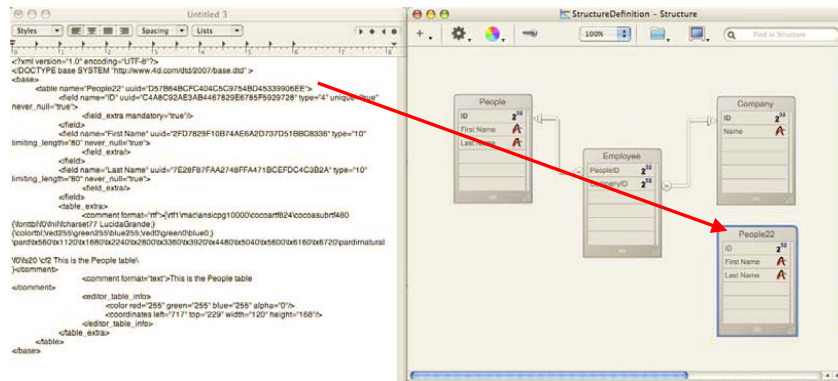 Untitled 3
Styles Spacing Lists
<?xml version="1.0" encoding="UTF-8"?>
<!DOCTYPE base SYSTEM "http://www.4d.com/dtd/2007/base.dtd" >
<base>
<table name="People22" uuid="D57B64BCFC404C5C9754BD45339906EE">
<field name="ID" uuid="C4A8C92AE3AB4467829E6785F5929728" type="4" unique="true"
never_null="true">
<field_extra mandatory="true"/>
</field>
<field name="First Name" uuid="2FD7829F10B74AE6A2D737D51BBC8336" type="10"
limiting_length="80" never_null="true">
<field_extra/>
</field>
<field name="Last Name" uuid="7E28F87FAA2748FFA471BCEFDC4C3B2A" type="10"
limiting_length="80" never_null="true">
<field_extra/>
</field>
<table_extra>
<comment format="rtf">{\rtf1\mac\ansicpg10000\cocoartf824\cocoasubrtf480
{\fonttbl\f0\fnil\fcharset77 LucidaGrande;}
{\colortbl;\red255\green255\blue255;\red0\green0\blue0;}
\pard\tx560\tx1120\tx1680\tx2240\tx2800\tx3360\tx3920\tx4480\tx5040\tx5600\tx6160\tx6720\pardirnatural
\f0\fs20 \cf2 This is the People table\
}</comment>
<comment format="text">This is the People table
</comment>
<editor_table_info>
<color red="255" green="255" blue="255" alpha="0"/>
<coordinates left="717" top="229" width="120" height="168"/>
</editor_table_info>
</table_extra>
</table>
</base>
StructureDefinition - Structure
100%
Find in Structure
People
ID 2³²
First Name A
Last Name A
Employee
PeopleID 2³²
CompanyID 2³²
Company
ID 2³²
Name A
People22
ID 2³²
First Name A
Last Name A